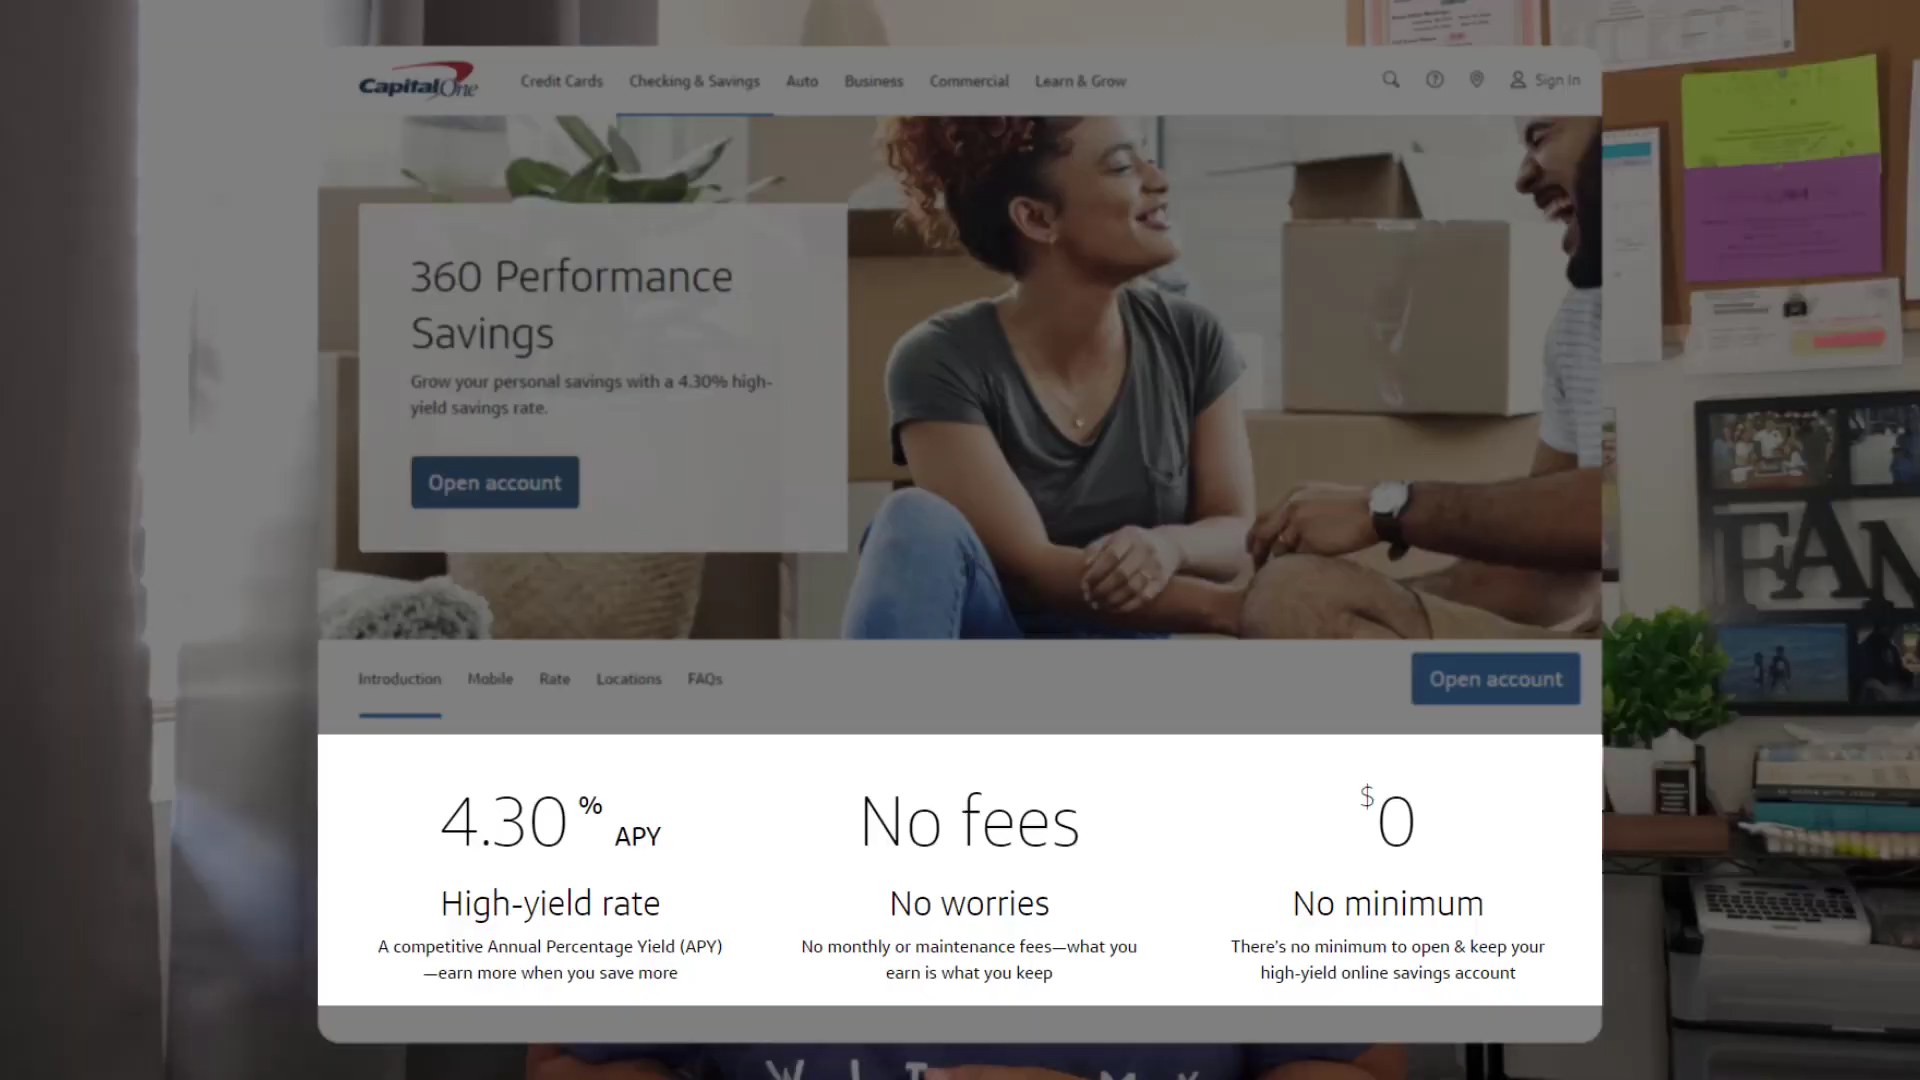 CapitalOne
Credit Cards Checking & Savings Auto Business Commercial Learn & Grow Sign In
360 Performance
Savings
Grow your personal savings with a 4.30% high-
yield savings rate.
Open account
Introduction Mobile Rate Locations FAQs Open account
4.30% APY No fees $0
High-yield rate No worries No minimum
A competitive Annual Percentage Yield (APY)
—earn more when you save more
No monthly or maintenance fees—what you
earn is what you keep
There's no minimum to open & keep your
high-yield online savings account